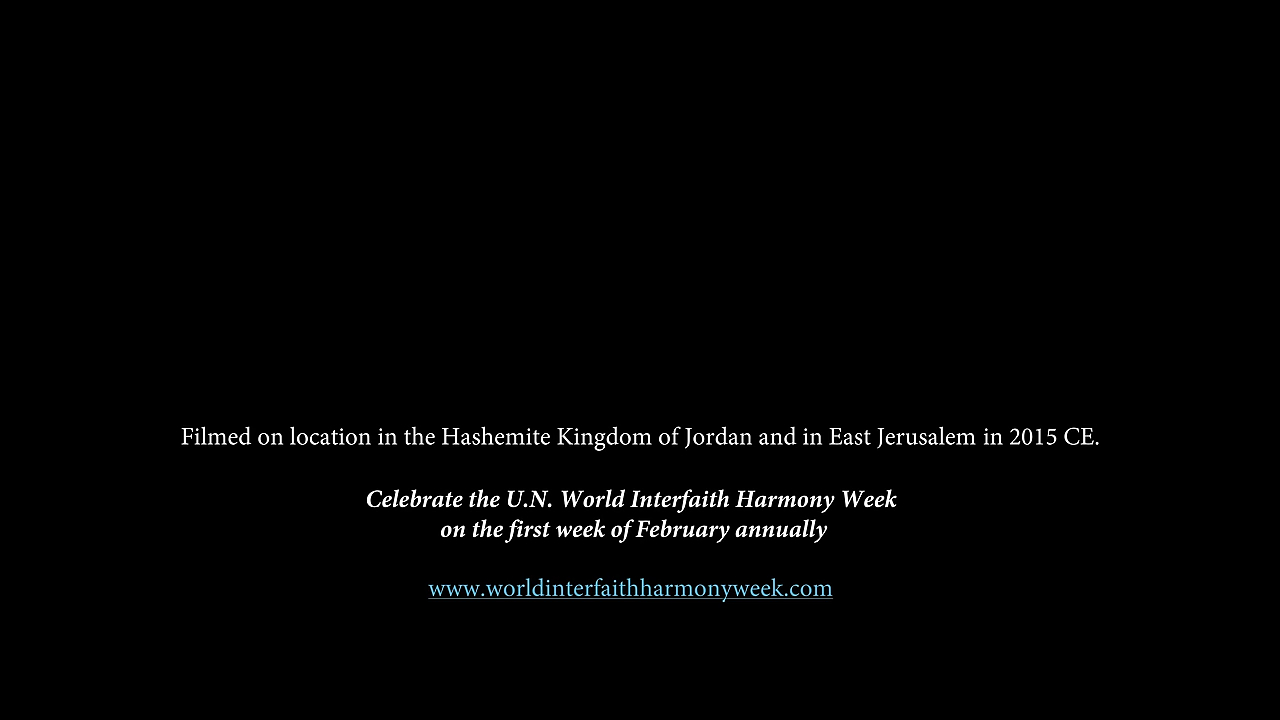 Filmed on location in the Hashemite Kingdom of Jordan and in East Jerusalem in 2015 CE.
Celebrate the U.N. World Interfaith Harmony Week
on the first week of February annually
www.worldinterfaithharmonyweek.com